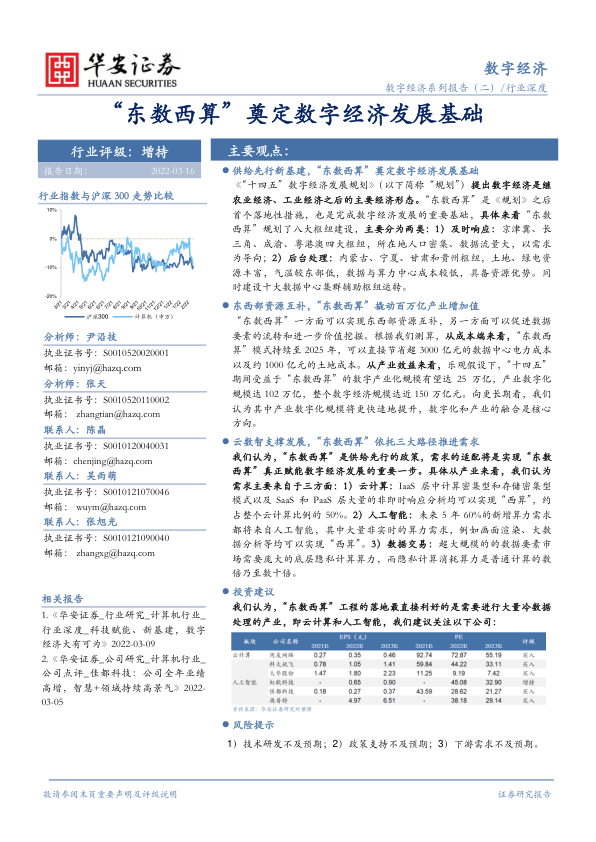 华安证券
HUAAN SECURITIES
数字经济
数字经济系列报告（二）/行业深度
“东数西算”奠定数字经济发展基础
行业评级：增持
报告日期： 2022-03-16
行业指数与沪深 300 走势比较
10%
0%
-10%
-20%
3/21 4/21 5/21 6/21 7/21 8/21 9/21 10/21 11/21 12/21 1/22 2/22
沪深300 计算机（申万）
分析师：尹沿技
执业证书号：S0010520020001
邮箱：yinyj@hazq.com
分析师：张天
执业证书号：S0010520110002
邮箱： zhangtian@hazq.com
联系人：陈晶
执业证书号：S0010120040031
邮箱：chenjing@hazq.com
联系人：吴雨萌
执业证书号：S0010121070046
邮箱： wuym@hazq.com
联系人：张旭光
执业证书号：S0010121090040
邮箱： zhangxg@hazq.com
相关报告
1.《华安证券_行业研究_计算机行业_
行业深度_科技赋能、新基建，数字
经济大有可为》2022-03-09
2.《华安证券_公司研究_计算机行业_
公司点评_佳都科技：公司全年业绩
高增，智慧+领域持续高景气》2022-
03-05
主要观点：
供给先行新基建，“东数西算”奠定数字经济发展基础
《“十四五”数字经济发展规划》（以下简称“规划”）提出数字经济是继
农业经济、工业经济之后的主要经济形态。“东数西算”是《规划》之后
首个落地性措施，也是完成数字经济发展的重要基础，具体来看“东数
西算”规划了八大枢纽建设，主要分为两类：1）及时响应：京津冀、长
三角、成渝、粤港澳四大枢纽，所在地人口密集、数据流量大，以需求
为导向；2）后台处理：内蒙古、宁夏、甘肃和贵州枢纽，土地、绿电资
源丰富，气温较东部低，数据与算力中心成本较低，具备资源优势。同
时建设十大数据中心集群辅助枢纽运转。
东西部资源互补，“东数西算”撬动百万亿产业增加值
“东数西算”一方面可以实现东西部资源互补，另一方面可以促进数据
要素的流转和进一步价值挖掘。根据我们测算，从成本端来看，“东数西
算”模式持续至 2025 年，可以直接节省超 3000 亿元的数据中心电力成本
以及约 1000 亿元的土地成本。从产业效益来看，乐观假设下，“十四五”
期间受益于“东数西算”的数字产业化规模有望达 25 万亿，产业数字化
规模达 102 万亿，整个数字经济规模达近 150 万亿元。向更长期看，我们
认为其中产业数字化规模将更快速地提升，数字化和产业的融合是核心
方向。
云数智支撑发展，“东数西算”依托三大路径推进需求
我们认为，“东数西算”是供给先行的政策，需求的适配将是实现“东数
西算”真正赋能数字经济发展的重要一步。具体从产业来看，我们认为
需求主要来自于三方面：1）云计算：IaaS 层中计算密集型和存储密集型
模式以及 SaaS 和 PaaS 层大量的非即时响应分析均可以实现“西算”，约
占整个云计算比例的 50%。2）人工智能：未来 5 年 60%的新增算力需求
都将来自人工智能，其中大量非实时的算力需求，例如画面渲染、大数
据分析等均可以实现“西算”。3）数据交易：超大规模的的数据要素市
场需要庞大的底层隐私计算算力，而隐私计算消耗算力是普通计算的数
倍乃至数十倍。
投资建议
我们认为，“东数西算”工程的落地最直接利好的是需要进行大量冷数据
处理的产业，即云计算和人工智能，我们建议关注以下公司：
板块 公司名称 EPS（元） PE 评级
2021E 2022E 2023E 2021E 2022E 2023E
云计算 用友网络 0.27 0.35 0.46 92.74 72.87 55.19 买入
人工智能 科大讯飞 0.78 1.05 1.41 59.84 44.22 33.11 买入
大华股份 1.47 1.80 2.23 11.25 9.19 7.42 买入
虹软科技 - 0.65 0.90 - 45.08 32.90 增持
佳都科技 0.18 0.27 0.37 43.59 28.62 21.27 买入
奥普特 - 4.97 6.51 - 38.18 29.14 买入
资料来源：华安证券研究所整理
风险提示
1）技术研发不及预期；2）政策支持不及预期；3）下游需求不及预期。
敬请参阅末页重要声明及评级说明
证券研究报告